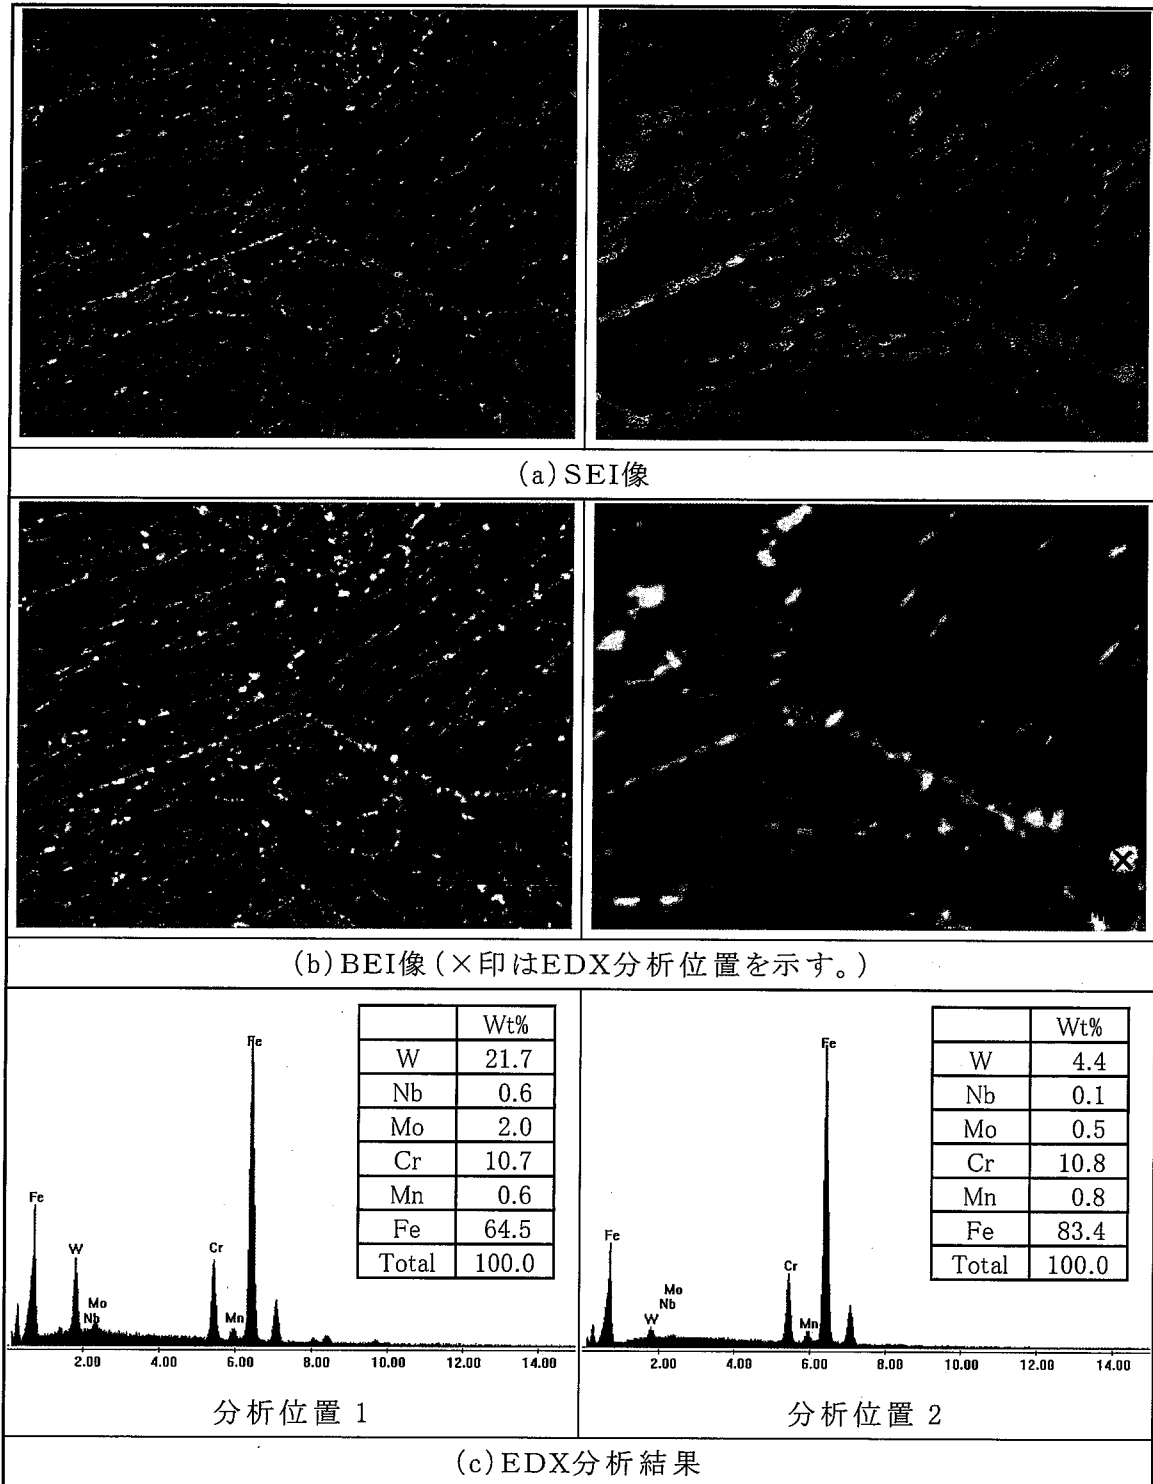 (a)SEI像
(b)BEI像(×印はEDX分析位置を示す。)
Wt%
W 21.7
Nb 0.6
Mo 2.0
Cr 10.7
Mn 0.6
Fe 64.5
Total 100.0
Fe
Fe
W
Mo
Nb
Cr
Mn
2.00 4.00 6.00 8.00 10.00 12.00 14.00
分析位置 1
Wt%
W 4.4
Nb 0.1
Mo 0.5
Cr 10.8
Mn 0.8
Fe 83.4
Total 100.0
Fe
Fe
Mo
Nb
W
Cr
Mn
2.00 4.00 6.00 8.00 10.00 12.00 14.00
分析位置 2
(c)EDX分析結果